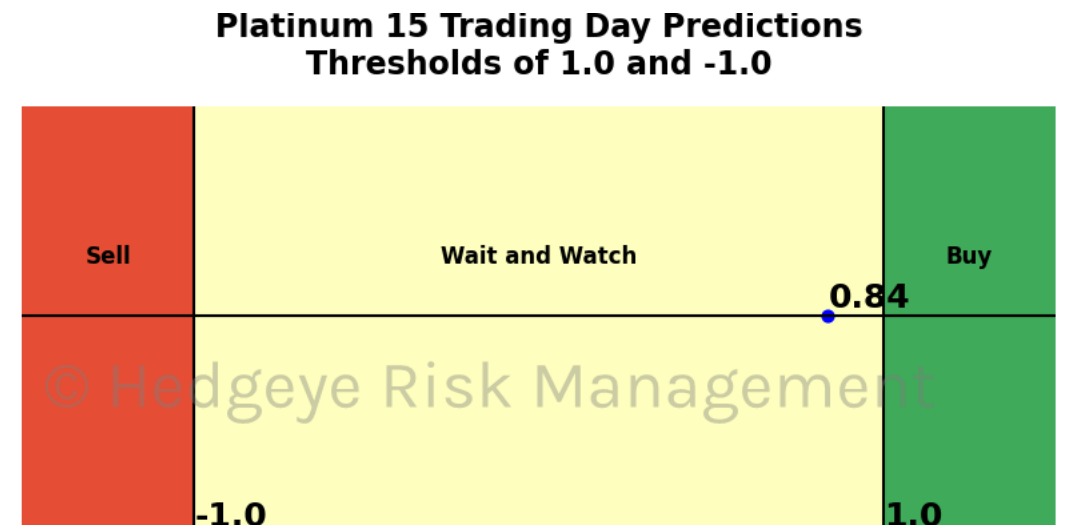 Platinum 15 Trading Day Predictions
Thresholds of 1.0 and -1.0
Sell
Wait and Watch
Buy
0.84
© Hedgeye Risk Management
-1.0
1.0